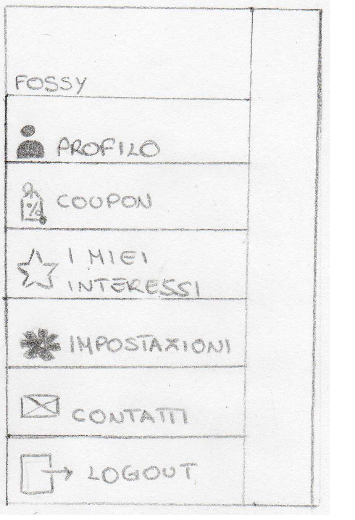 FOSSY
PROFILO
COUPON
%
I MIEI
INTERESSI
IMPOSTAZIONI
CONTATTI
LOGOUT